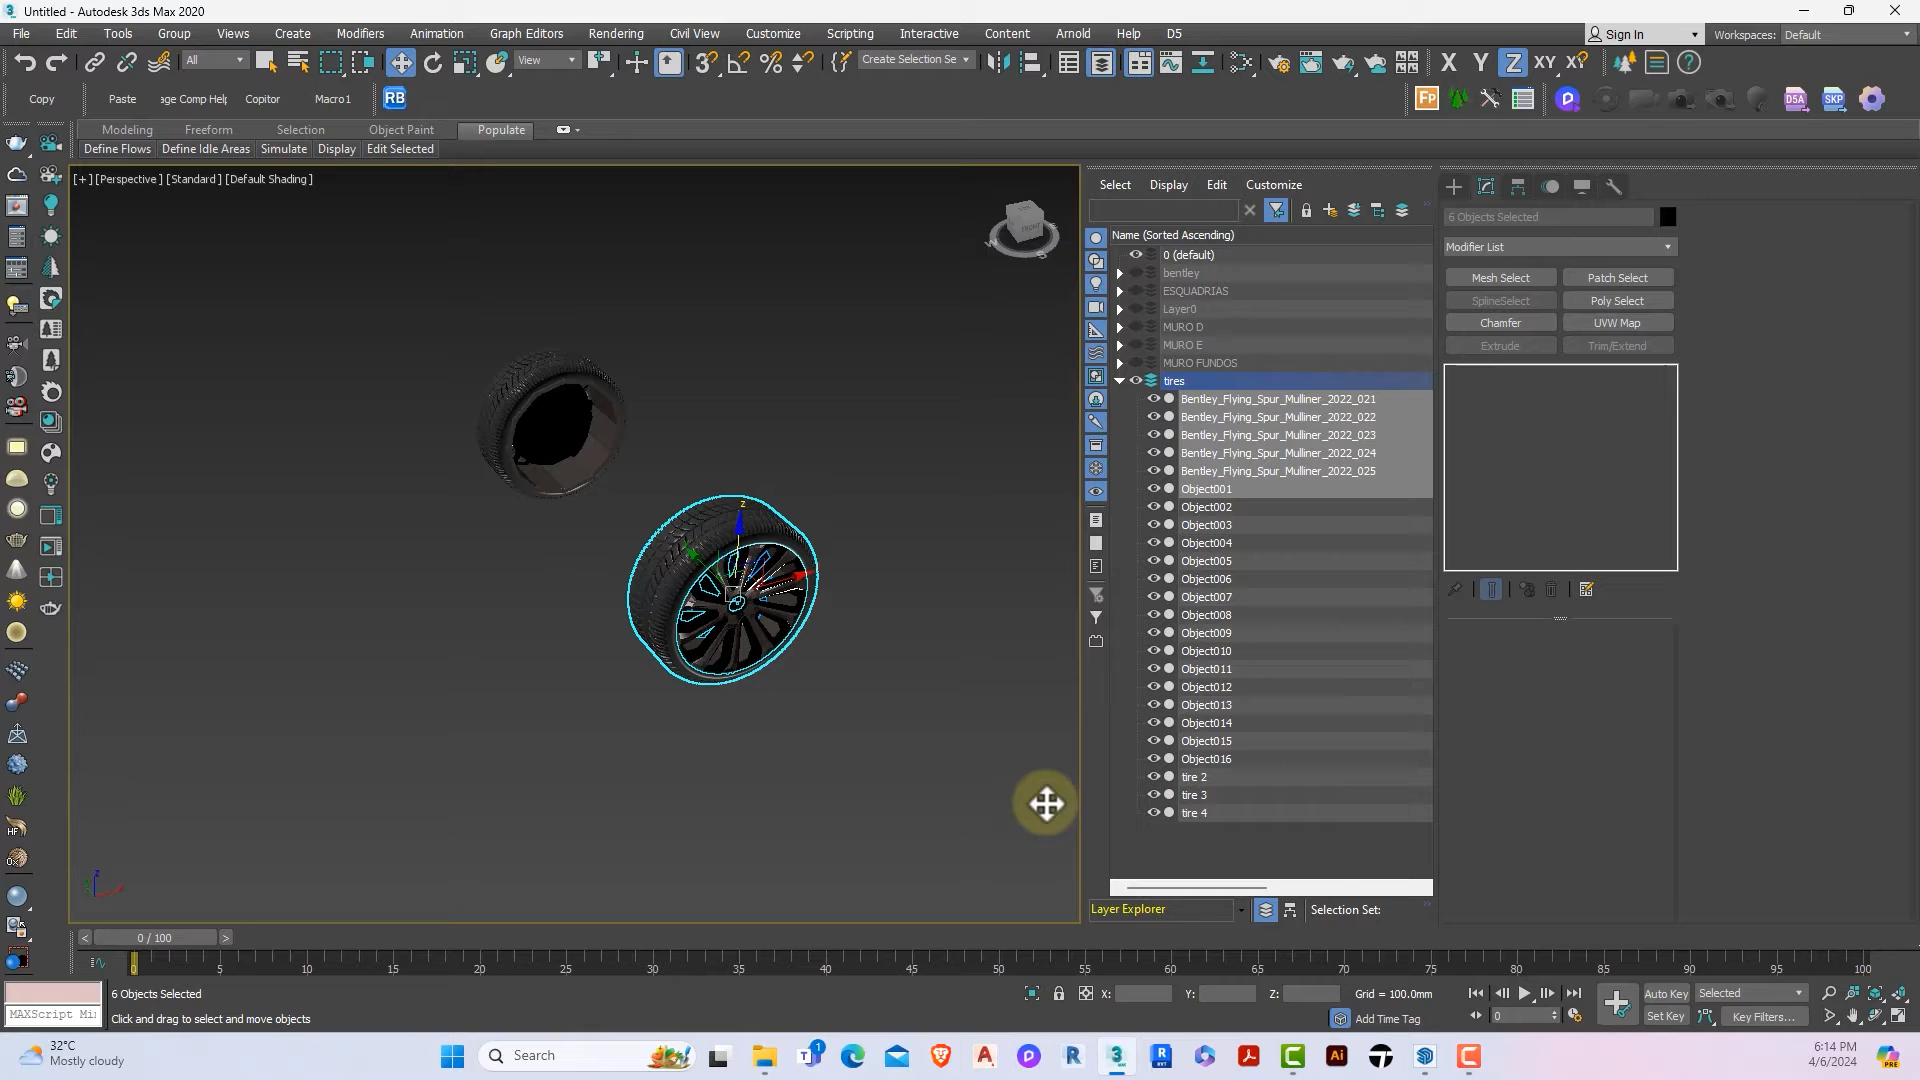 Untitled - Autodesk 3ds Max 2020
File Edit Tools Group Views Create Modifiers Animation Graph Editors Rendering Civil View Customize Scripting Interactive Content Arnold Help D5 Sign In Workspaces: Default
All View Create Selection Se X Y Z XY XY
Copy Paste age Comp Help Copitor Macro1 RB Fp D5A SKP
Modeling Freeform Selection Object Paint Populate
Define Flows Define Idle Areas Simulate Display Edit Selected
[+] [Perspective] [Standard] [Default Shading]
FRONT
z
z
Select Display Edit Customize
Name (Sorted Ascending)
0 (default)
bentley
ESQUADRIAS
Layer0
MURO D
MURO E
MURO FUNDOS
tires
Bentley_Flying_Spur_Mulliner_2022_021
Bentley_Flying_Spur_Mulliner_2022_022
Bentley_Flying_Spur_Mulliner_2022_023
Bentley_Flying_Spur_Mulliner_2022_024
Bentley_Flying_Spur_Mulliner_2022_025
Object001
Object002
Object003
Object004
Object005
Object006
Object007
Object008
Object009
Object010
Object011
Object012
Object013
Object014
Object015
Object016
tire 2
tire 3
tire 4
Layer Explorer Selection Set:
6 Objects Selected
Modifier List
Mesh Select Patch Select
SplineSelect Poly Select
Chamfer UVW Map
Extrude Trim/Extend
< 0 / 100 >
0 5 10 15 20 25 30 35 40 45 50 55 60 65 70 75 80 85 90 95 100
6 Objects Selected X: Y: Z: Grid = 100.0mm Auto Key Selected
MAXScript Mi Click and drag to select and move objects Add Time Tag 0 Set Key Key Filters...
32°C
Mostly cloudy
Search
1
6:14 PM
4/6/2024
PRE